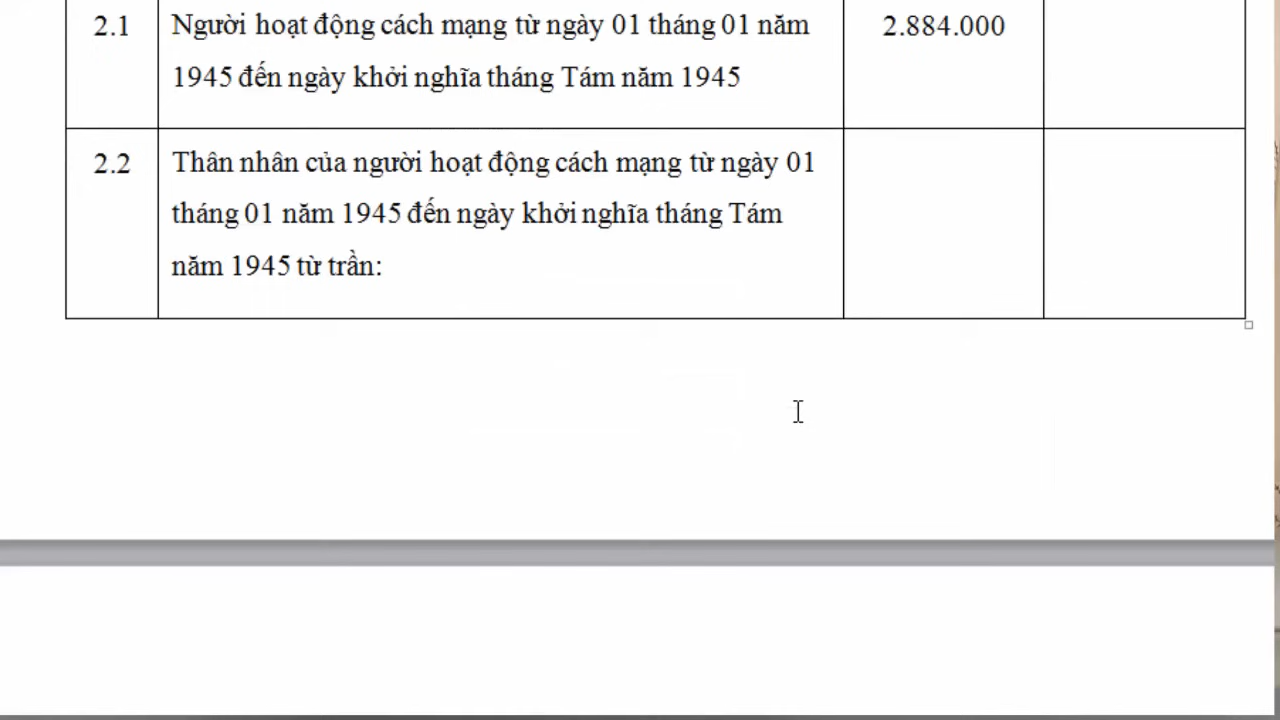 2.1 Người hoạt động cách mạng từ ngày 01 tháng 01 năm 2.884.000
1945 đến ngày khởi nghĩa tháng Tám năm 1945
2.2 Thân nhân của người hoạt động cách mạng từ ngày 01
tháng 01 năm 1945 đến ngày khởi nghĩa tháng Tám
năm 1945 từ trần: